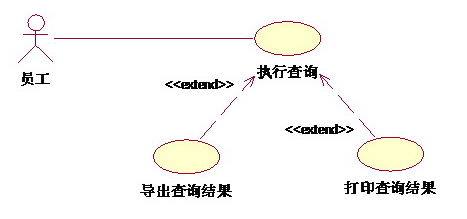 员工
执行查询
<<extend>>
<<extend>>
导出查询结果
打印查询结果